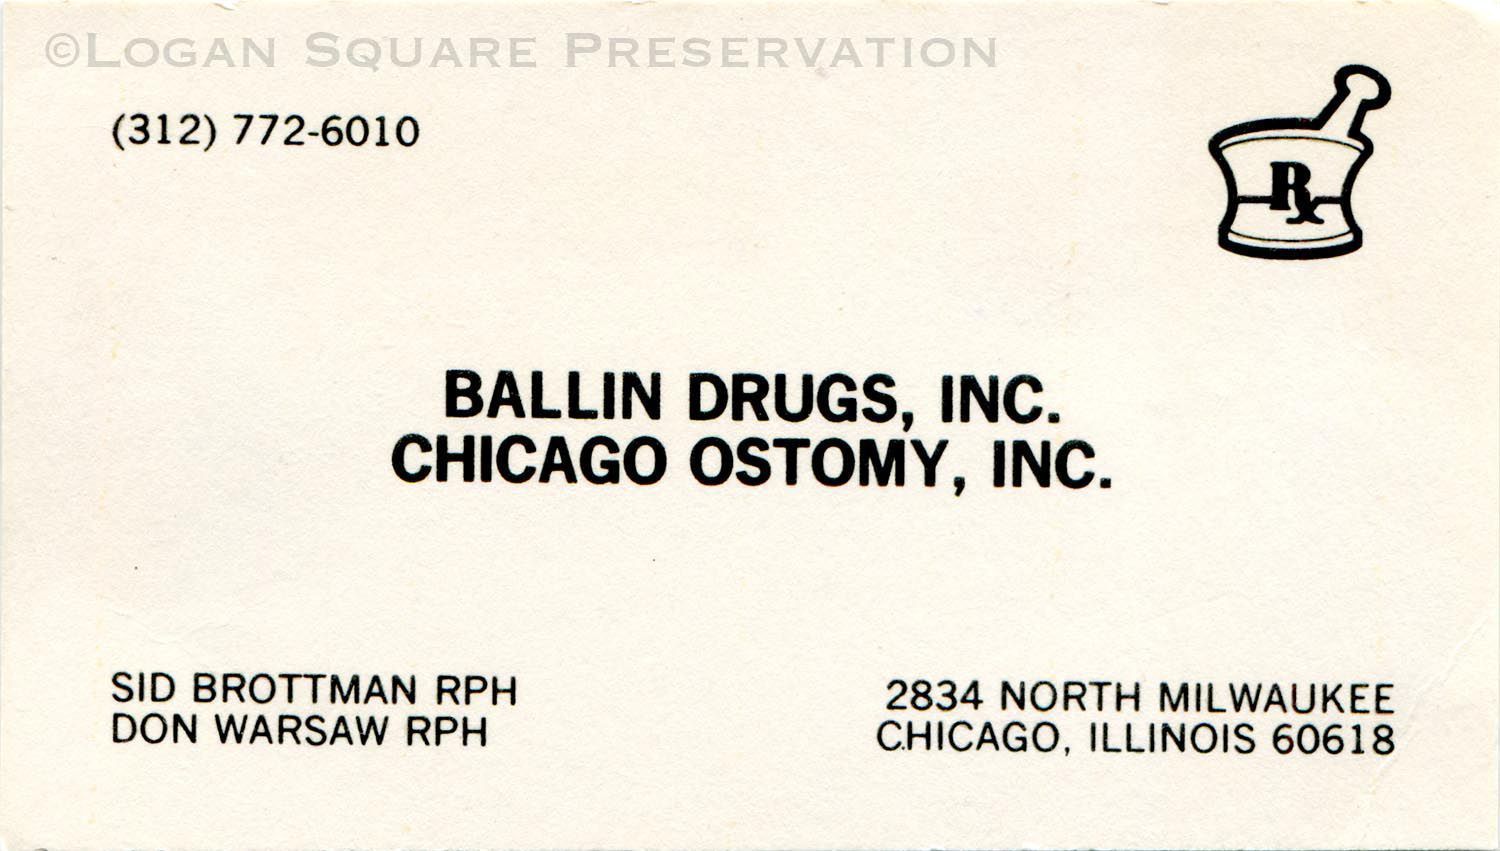 ©LOGAN SQUARE PRESERVATION
(312) 772-6010
Rx
BALLIN DRUGS, INC.
CHICAGO OSTOMY, INC.
SID BROTTMAN RPH
DON WARSAW RPH
2834 NORTH MILWAUKEE
CHICAGO, ILLINOIS 60618